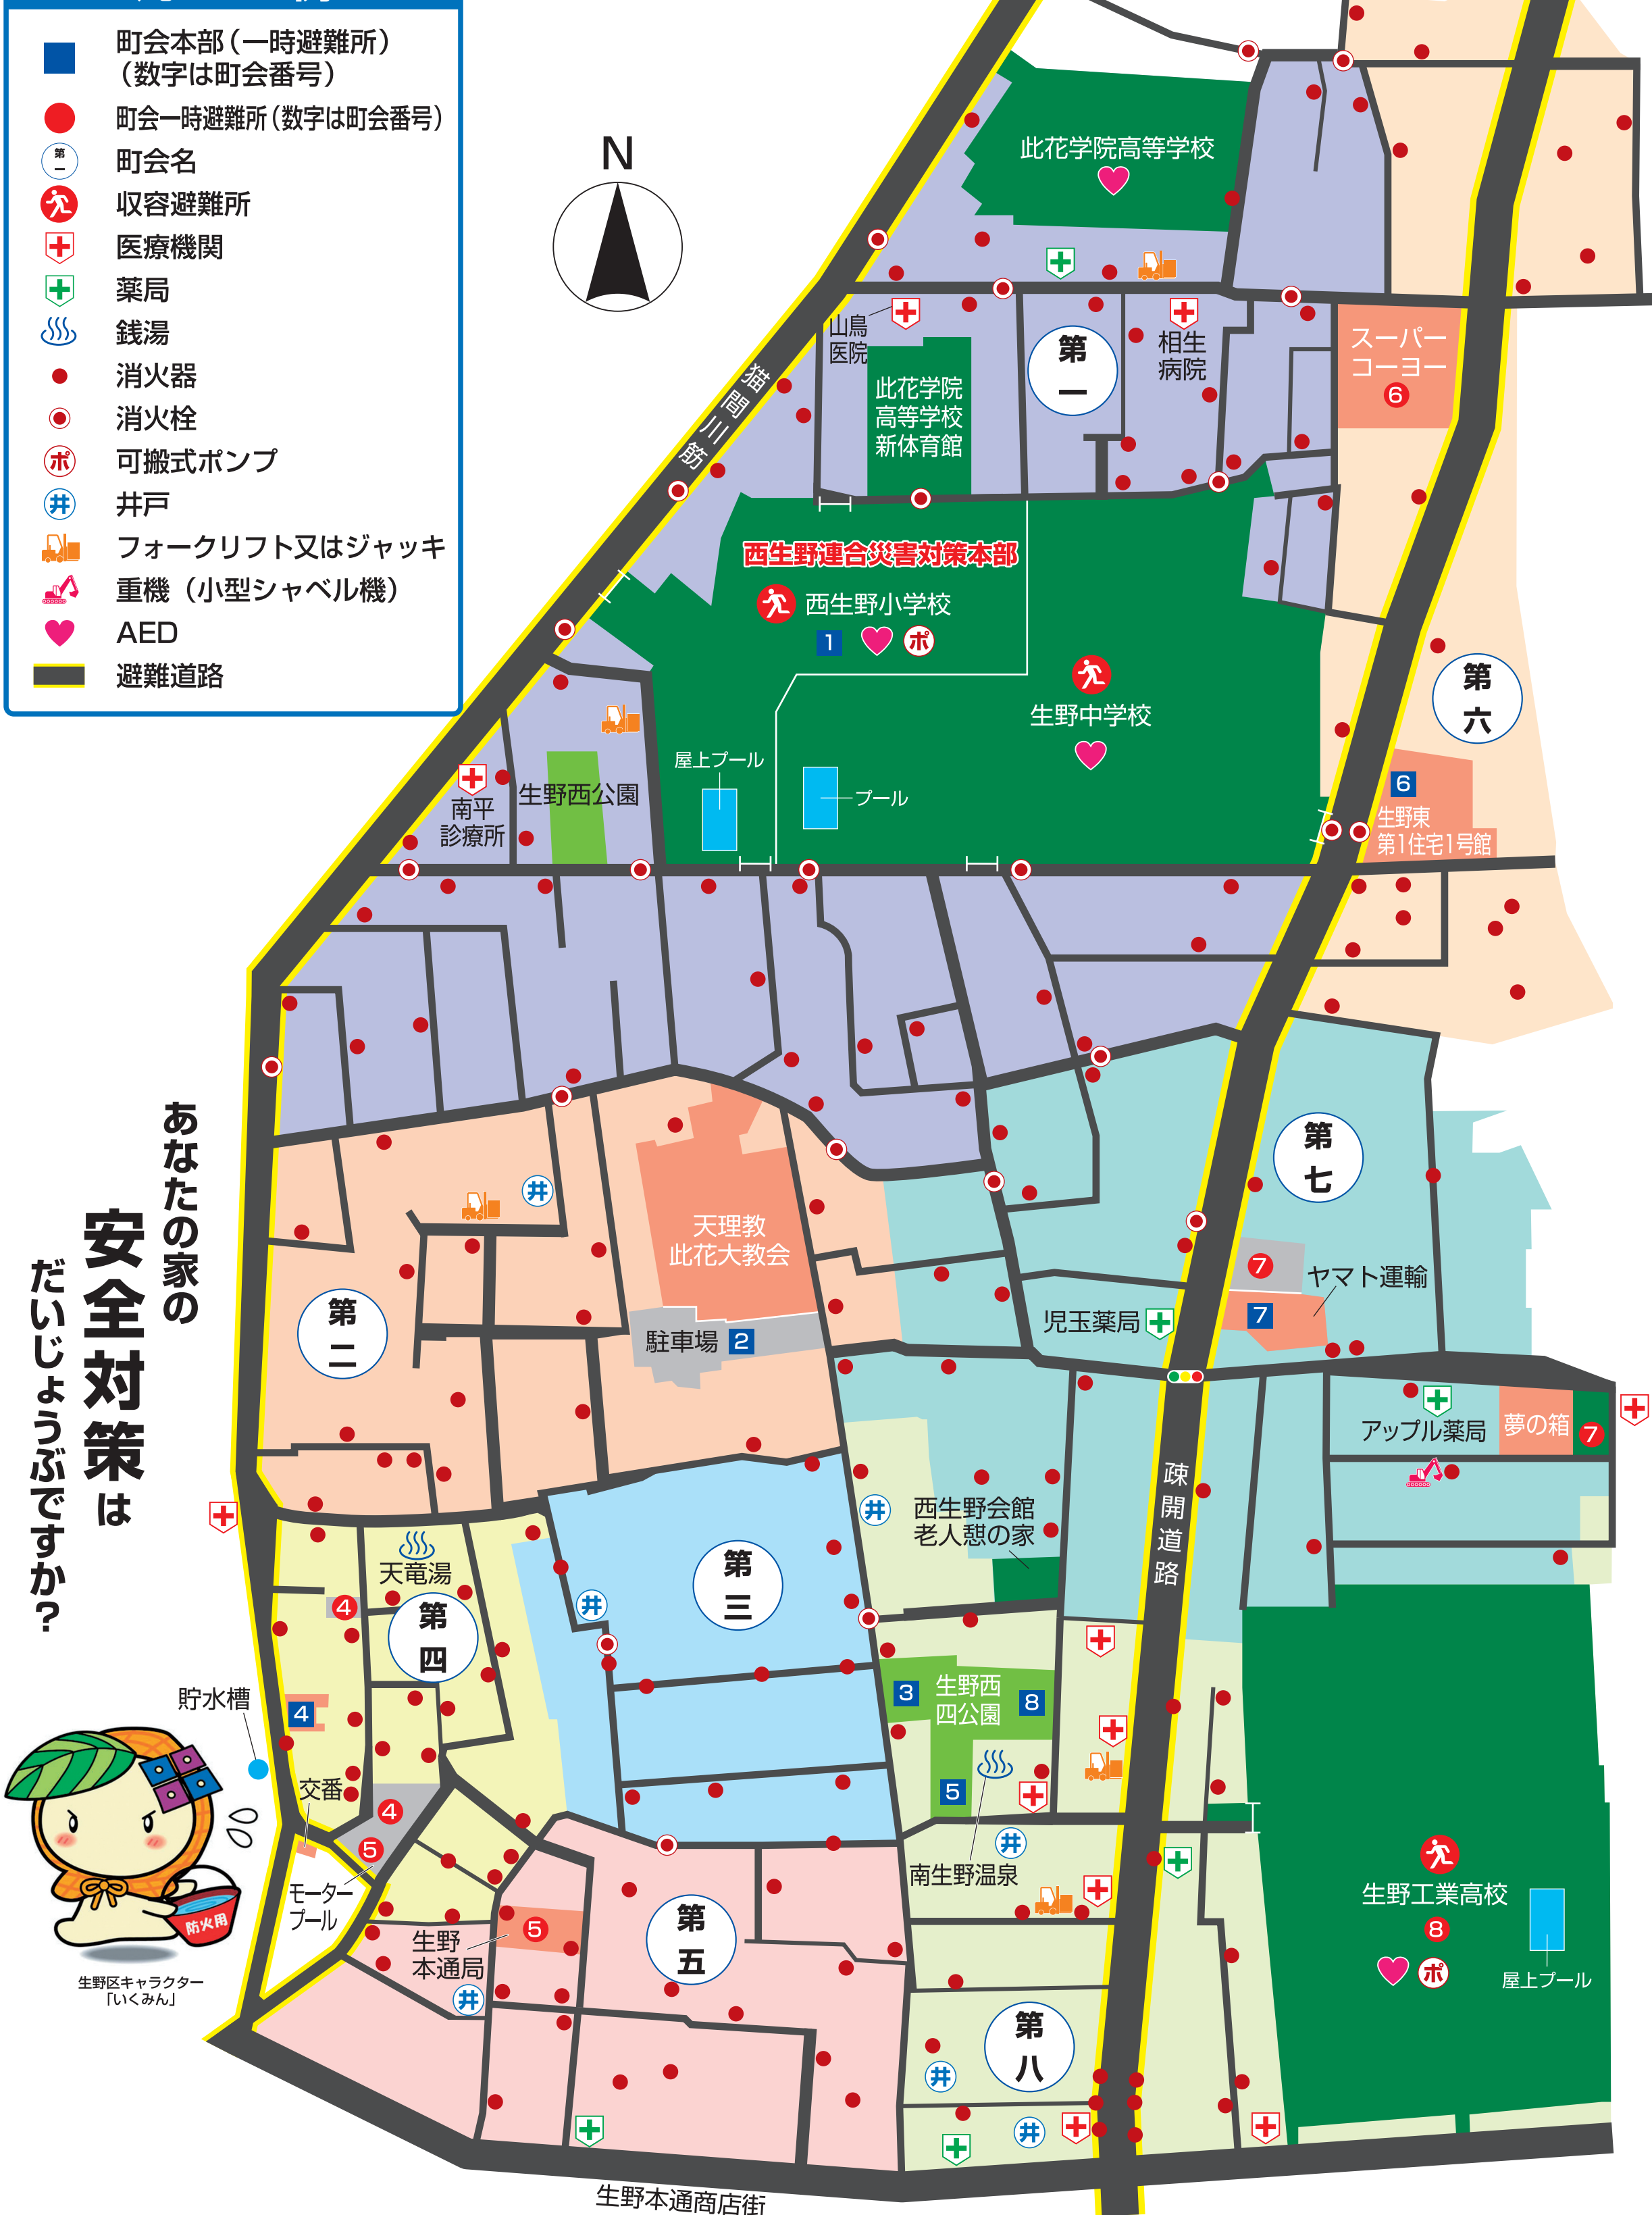 町会本部(一時避難所)
(数字は町会番号)
町会一時避難所(数字は町会番号)
第一
町会名
収容避難所
医療機関
薬局
銭湯
消火器
消火栓
ポ
可搬式ポンプ
井
井戸
フォークリフト又はジャッキ
重機(小型シャベル機)
AED
避難道路
N
此花学院高等学校
山鳥
医院
第一
相生
病院
スーパー
コーヨー
6
此花学院
高等学校
新体育館
猫間川筋
西生野連合災害対策本部
西生野小学校
1
ポ
生野中学校
第六
屋上プール
プール
6
生野東
第1住宅1号館
南平
診療所
生野西公園
第七
井
天理教
此花大教会
7
ヤマト運輸
7
児玉薬局
第二
駐車場
2
アップル薬局
夢の箱
7
疎開道路
西生野会館
老人憩の家
井
天竜湯
第三
井
4
第四
4
生野西
四公園
3
8
5
貯水槽
交番
4
5
モーター
プール
南生野温泉
井
生野工業高校
8
ポ
屋上プール
生野
本通局
5
井
第五
第八
井
井
生野本通商店街
あなたの家の
安全対策は
だいじょうぶですか?
防火用
生野区キャラクター
「いくみん」